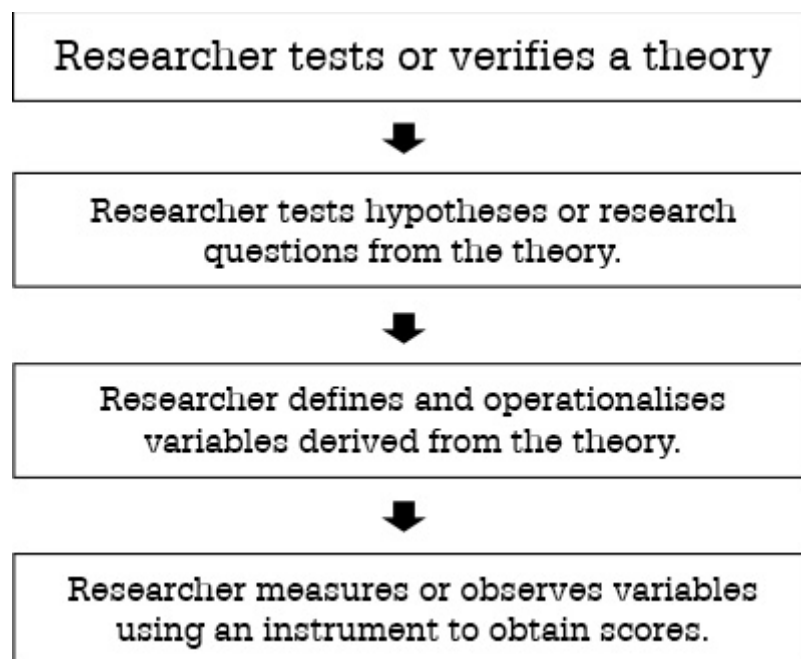 Researcher tests or verifies a theory
Researcher tests hypotheses or research
questions from the theory.
Researcher defines and operationalises
variables derived from the theory.
Researcher measures or observes variables
using an instrument to obtain scores.